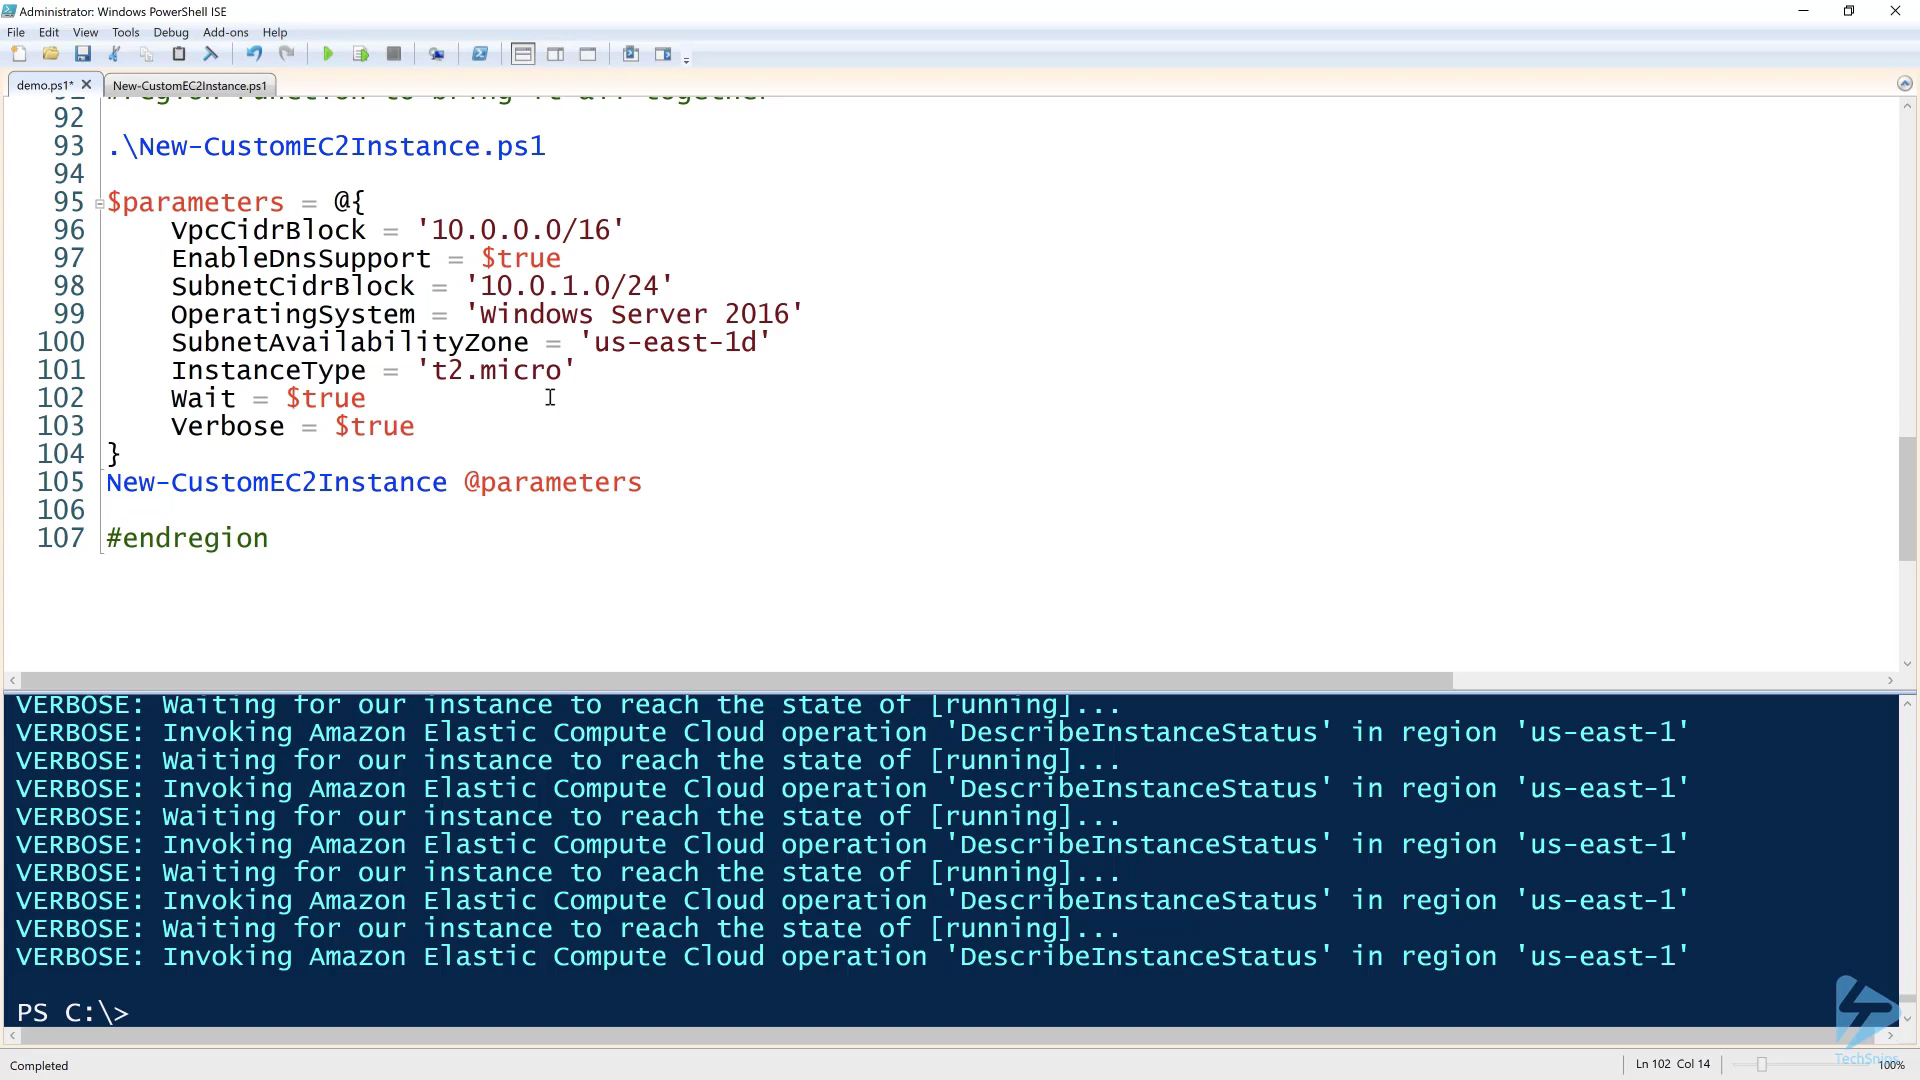 Administrator: Windows PowerShell ISE
File Edit View Tools Debug Add-ons Help
demo.ps1* New-CustomEC2Instance.ps1
#region Function to bring it all together
92
93 .\New-CustomEC2Instance.ps1
94
95 $parameters = @{
96 VpcCidrBlock = '10.0.0.0/16'
97 EnableDnsSupport = $true
98 SubnetCidrBlock = '10.0.1.0/24'
99 OperatingSystem = 'Windows Server 2016'
100 SubnetAvailabilityZone = 'us-east-1d'
101 InstanceType = 't2.micro'
102 Wait = $true
103 Verbose = $true
104 }
105 New-CustomEC2Instance @parameters
106
107 #endregion
VERBOSE: Waiting for our instance to reach the state of [running]...
VERBOSE: Invoking Amazon Elastic Compute Cloud operation 'DescribeInstanceStatus' in region 'us-east-1'
VERBOSE: Waiting for our instance to reach the state of [running]...
VERBOSE: Invoking Amazon Elastic Compute Cloud operation 'DescribeInstanceStatus' in region 'us-east-1'
VERBOSE: Waiting for our instance to reach the state of [running]...
VERBOSE: Invoking Amazon Elastic Compute Cloud operation 'DescribeInstanceStatus' in region 'us-east-1'
VERBOSE: Waiting for our instance to reach the state of [running]...
VERBOSE: Invoking Amazon Elastic Compute Cloud operation 'DescribeInstanceStatus' in region 'us-east-1'
VERBOSE: Waiting for our instance to reach the state of [running]...
VERBOSE: Invoking Amazon Elastic Compute Cloud operation 'DescribeInstanceStatus' in region 'us-east-1'
PS C:\>
TechSnips
Completed Ln 102 Col 14 100%